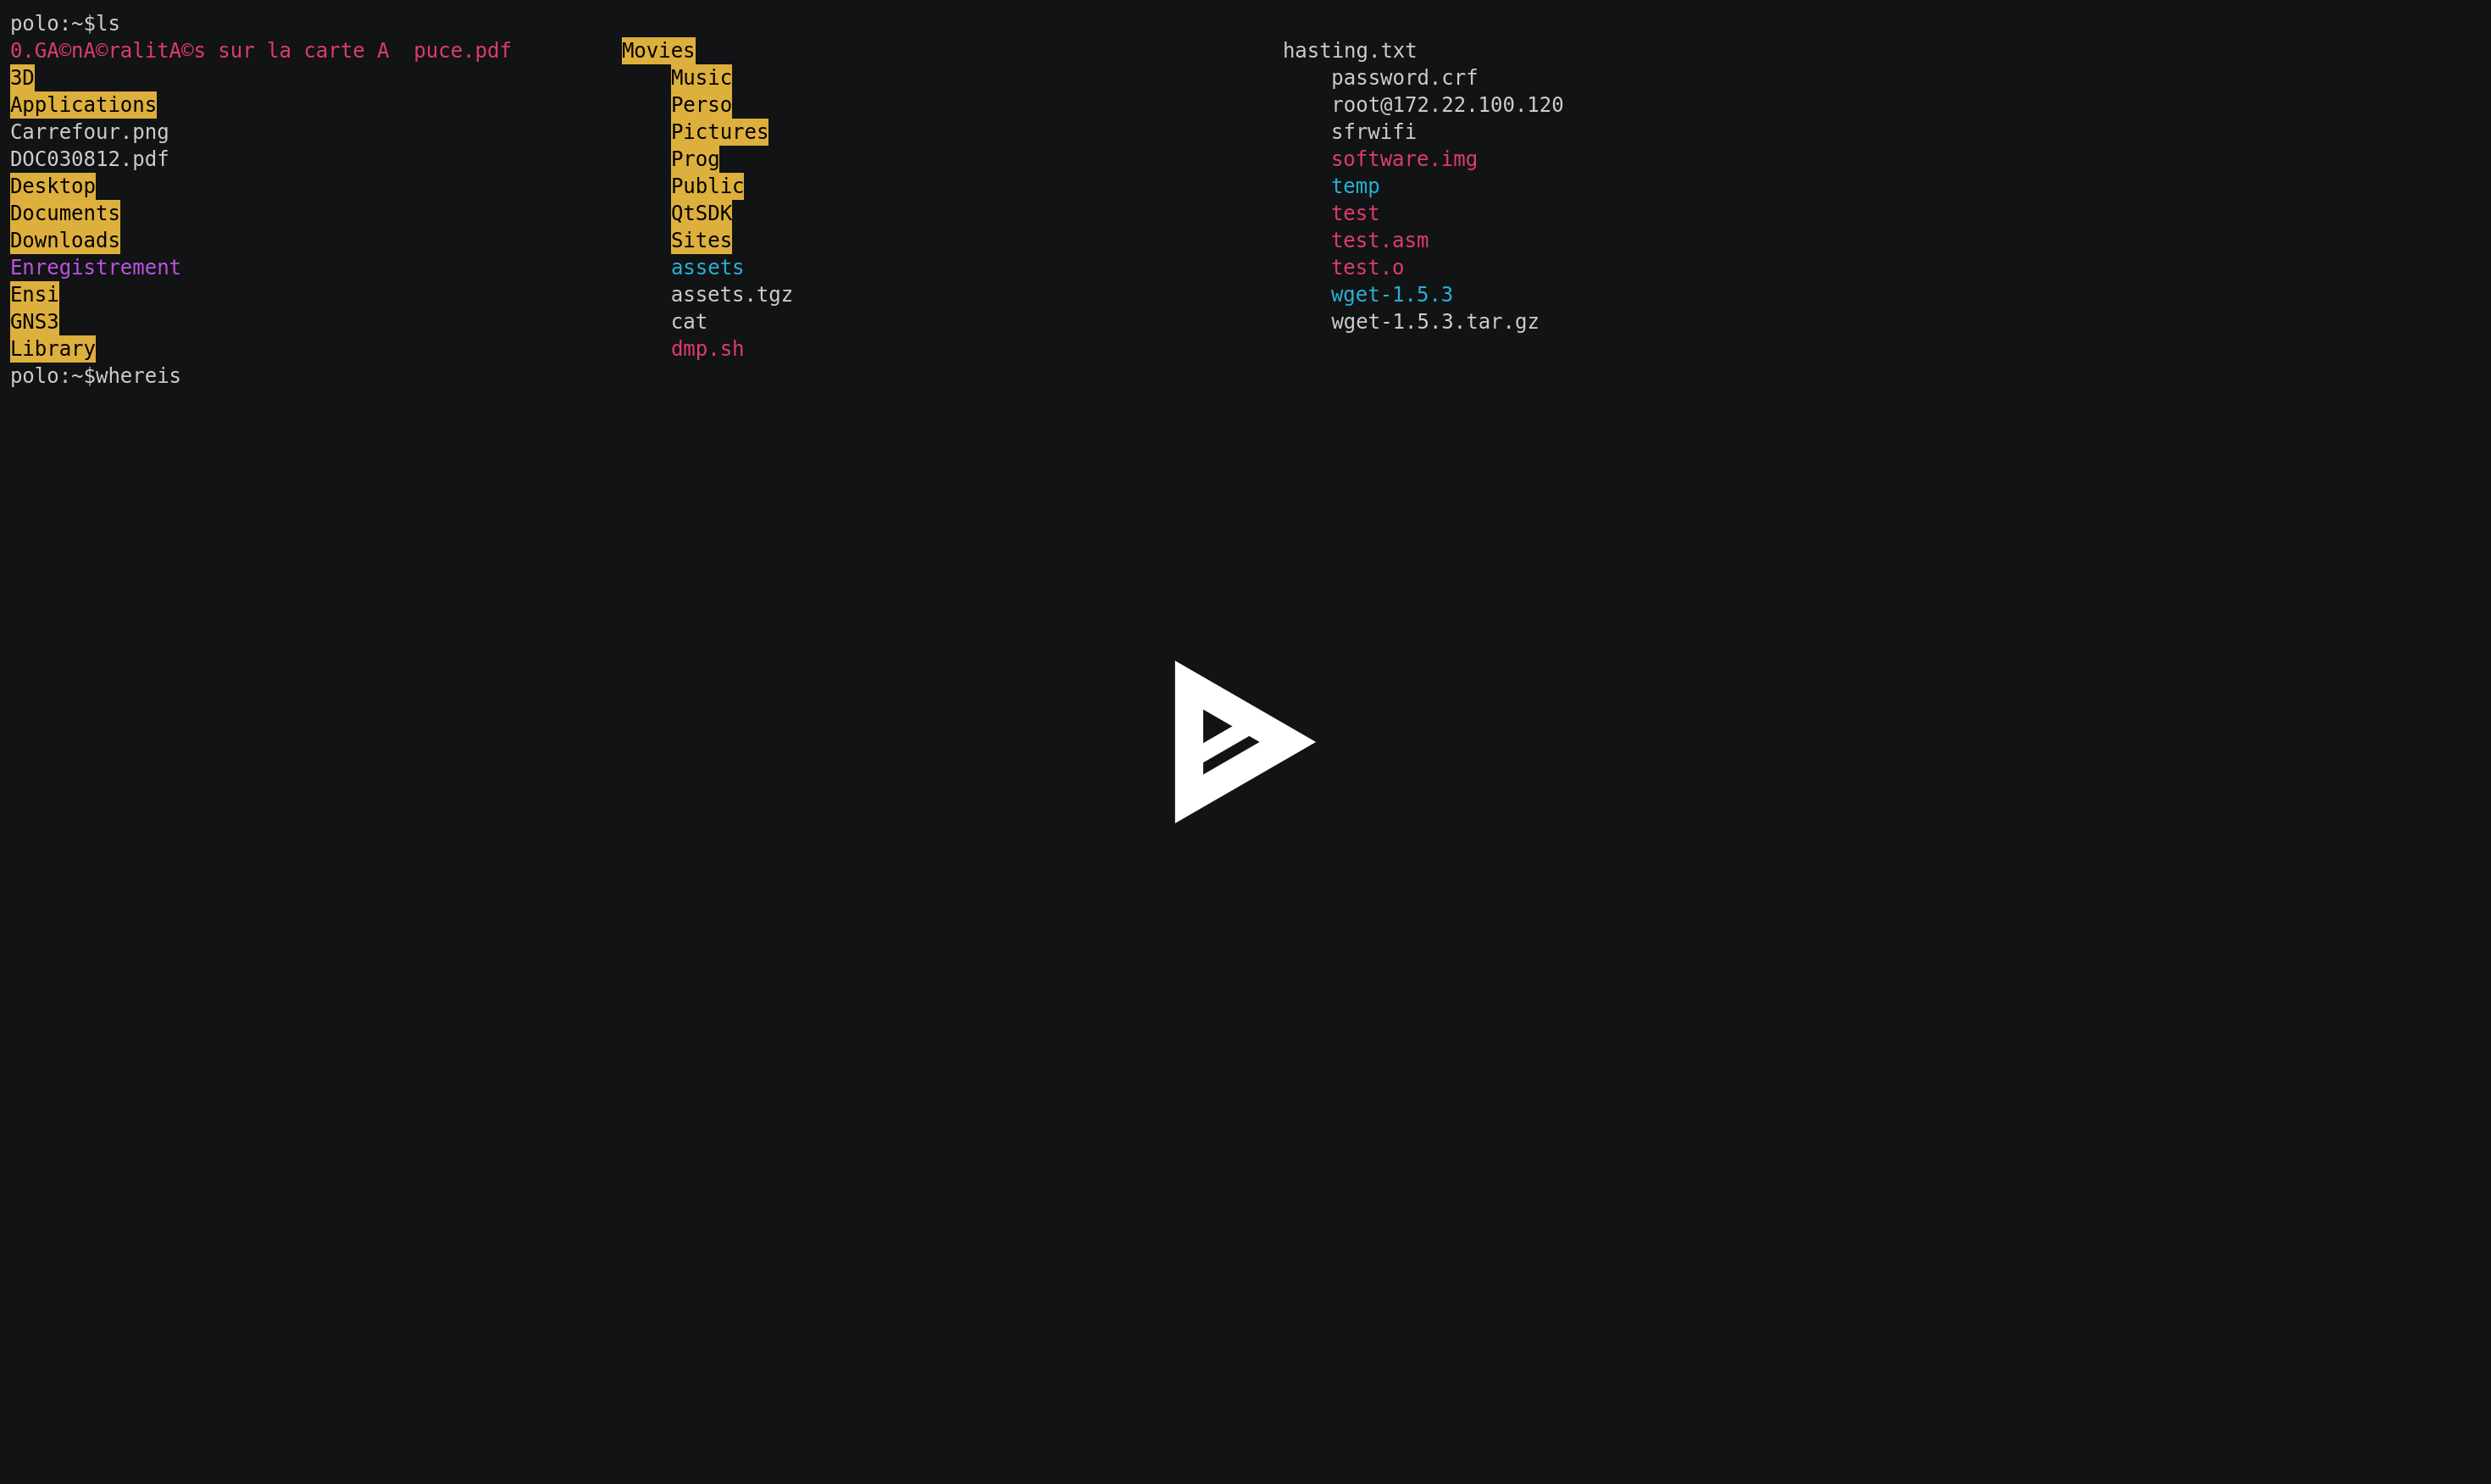 polo:~$ls
0.GA©nA©ralitA©s sur la carte A  puce.pdf         Movies                                                hasting.txt
3D                                                    Music                                                 password.crf
Applications                                          Perso                                                 root@172.22.100.120
Carrefour.png                                         Pictures                                              sfrwifi
DOC030812.pdf                                         Prog                                                  software.img
Desktop                                               Public                                                temp
Documents                                             QtSDK                                                 test
Downloads                                             Sites                                                 test.asm
Enregistrement                                        assets                                                test.o
Ensi                                                  assets.tgz                                            wget-1.5.3
GNS3                                                  cat                                                   wget-1.5.3.tar.gz
Library                                               dmp.sh
polo:~$whereis